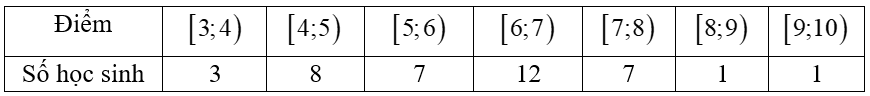 Điểm [3;4) [4;5) [5;6) [6;7) [7;8) [8;9) [9;10)
Số học sinh 3 8 7 12 7 1 1